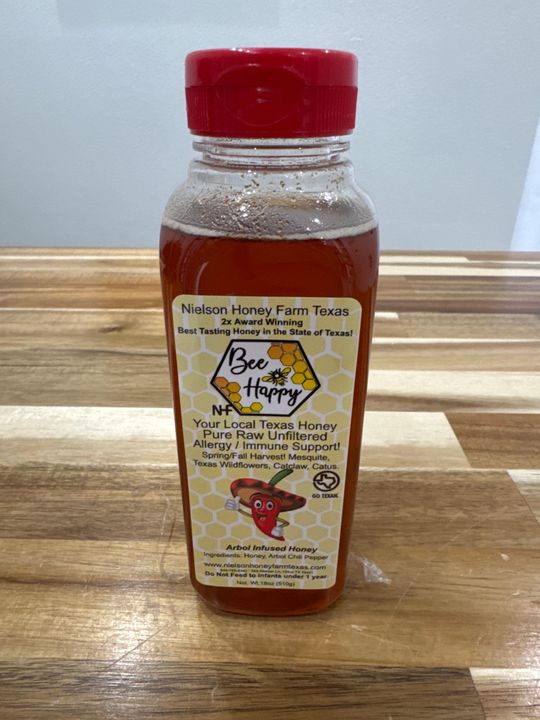 Nielson Honey Farm Texas
2x Award Winning
Best Tasting Honey in the State of Texas!
Bee
Happy
NHF
Your Local Texas Honey
Pure Raw Unfiltered
Allergy / Immune Support!
Spring/Fall Harvest! Mesquite,
Texas Wildflowers, Catclaw, Catus.
GO TEXAN.
Arbol Infused Honey
Ingredients: Honey, Arbol Chili Pepper
www.nielsonhoneyfarmtexas.com
Do Not Feed to infants under 1 year
Net. Wt.18oz (510g)